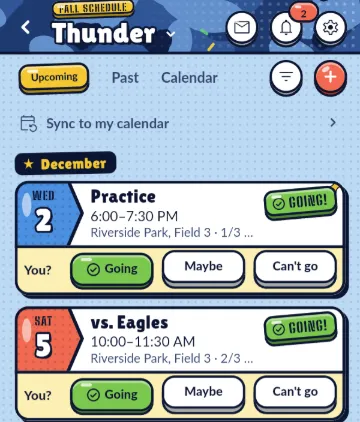 ALL SCHEDULE
Thunder
2
Upcoming
Past
Calendar
Sync to my calendar
December
WED
2
Practice
6:00–7:30 PM
Riverside Park, Field 3 · 1/3 ...
GOING!
You?
Going
Maybe
Can't go
SAT
5
vs. Eagles
10:00–11:30 AM
Riverside Park, Field 3 · 2/3 ...
GOING!
You?
Going
Maybe
Can't go